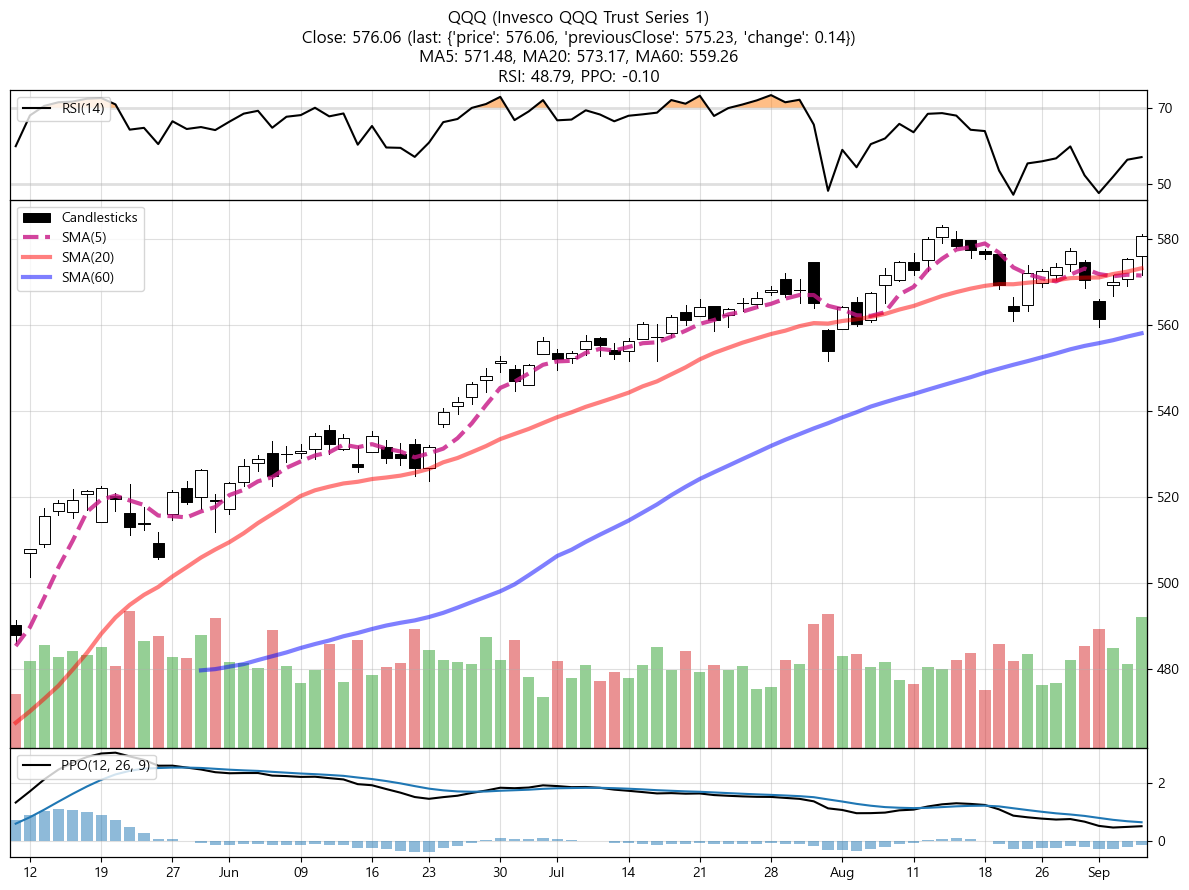 QQQ (Invesco QQQ Trust Series 1)
Close: 576.06 (last: {'price': 576.06, 'previousClose': 575.23, 'change': 0.14})
MA5: 571.48, MA20: 573.17, MA60: 559.26
RSI: 48.79, PPO: -0.10
RSI(14)
70
50
Candlesticks
SMA(5)
SMA(20)
SMA(60)
580
560
540
520
500
480
PPO(12, 26, 9)
2
0
12 19 27 Jun 09 16 23 30 Jul 14 21 28 Aug 11 18 26 Sep